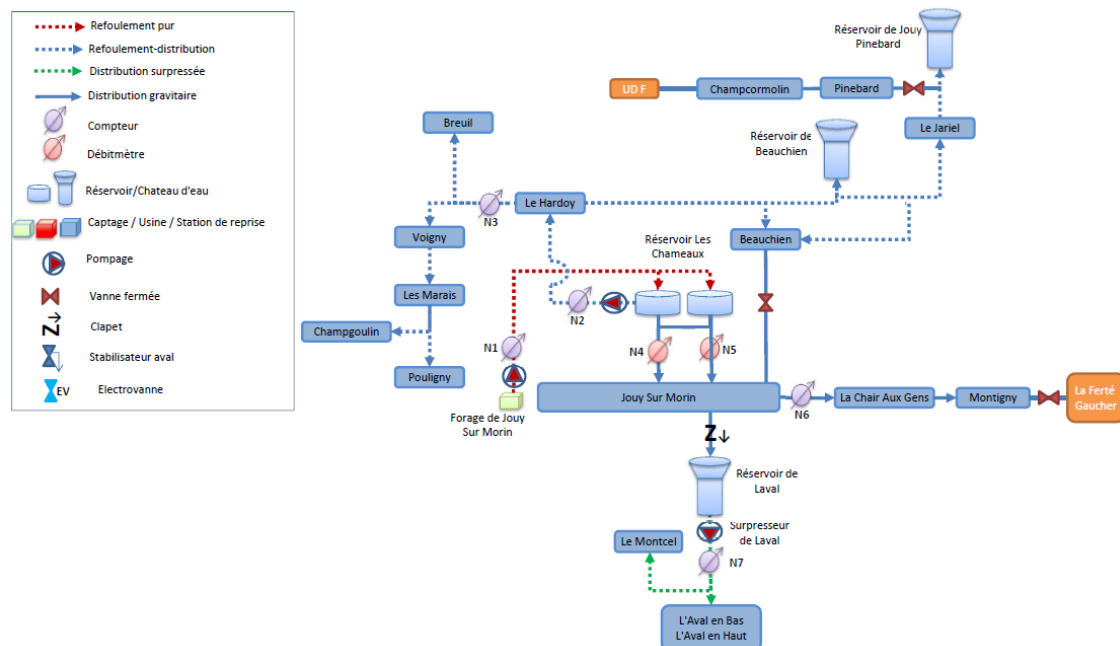 Refoulement pur
Refoulement-distribution
Distribution surpressée
Distribution gravitaire
Compteur
Débitmètre
Réservoir/Chateau d'eau
Captage / Usine / Station de reprise
Pompage
Vanne fermée
Z↓
Clapet
Stabilisateur aval
EV
Electrovanne
Réservoir de Jouy
Pinebard
UD F
Champcormolin
Pinebard
Breuil
Réservoir de
Beauchien
Le Jariel
Le Hardoy
N3
Voigny
Réservoir Les
Chameaux
Beauchien
Les Marais
N2
Champgoulin
N1
N4
N5
Pouligny
Jouy Sur Morin
N6
La Chair Aux Gens
Montigny
La Ferté
Gaucher
Forage de Jouy
Sur Morin
Z↓
Réservoir de
Laval
Surpresseur
de Laval
Le Montcel
N7
L'Aval en Bas
L'Aval en Haut